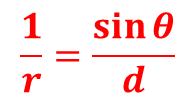 1/r = sin θ/d